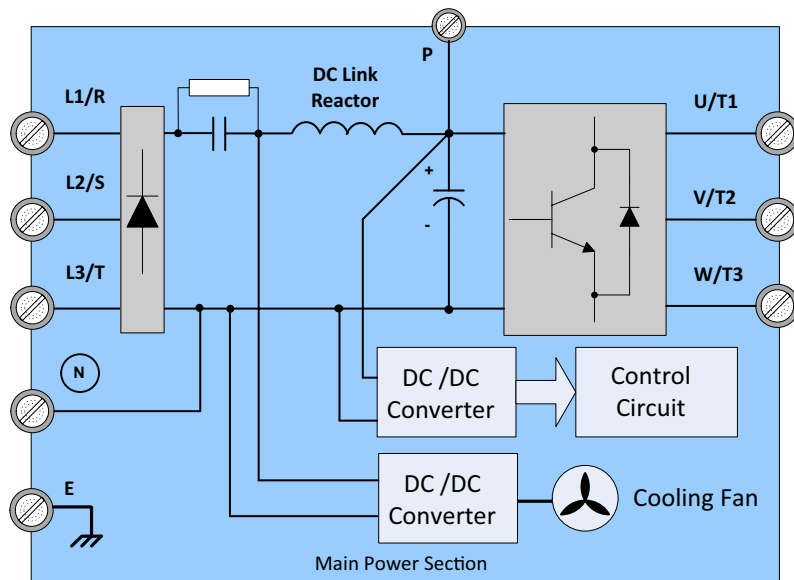 P
L1/R
DC Link
Reactor
U/T1
L2/S
+
-
V/T2
L3/T
W/T3
N
DC /DC
Converter
Control
Circuit
E
DC /DC
Converter
Cooling Fan
Main Power Section